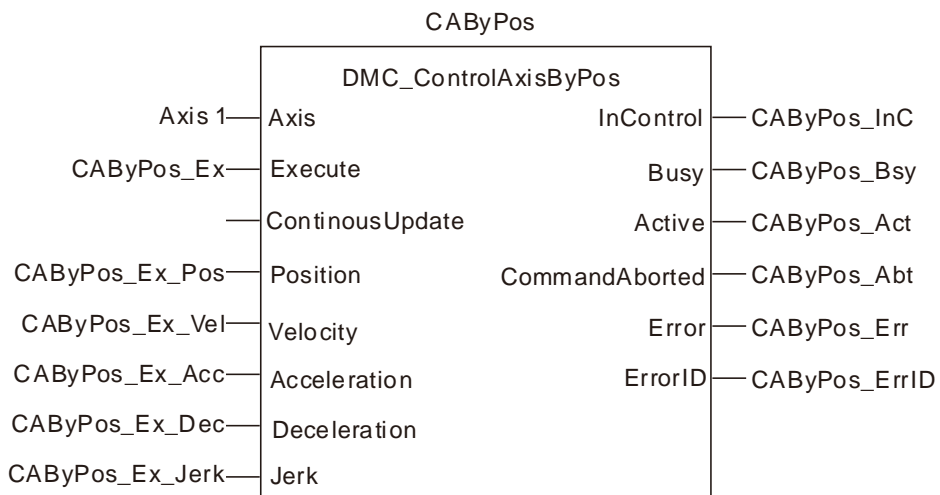 CAByPos
DMC_ControlAxisByPos
Axis 1 Axis InControl CAByPos_InC
CAByPos_Ex Execute Busy CAByPos_Bsy
ContinousUpdate Active CAByPos_Act
CAByPos_Ex_Pos Position CommandAborted CAByPos_Abt
CAByPos_Ex_Vel Velocity Error CAByPos_Err
CAByPos_Ex_Acc Acceleration ErrorID CAByPos_ErrID
CAByPos_Ex_Dec Deceleration
CAByPos_Ex_Jerk Jerk